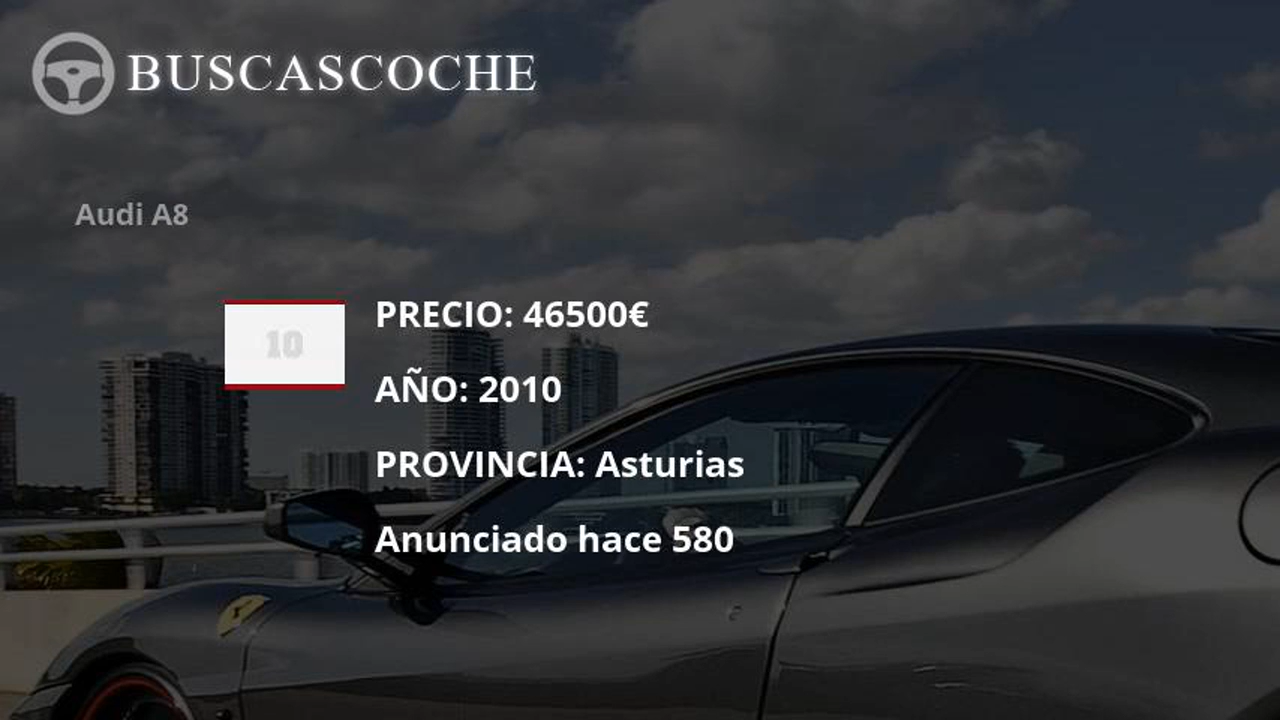 BUSCASCOCHE
Audi A8
10
PRECIO: 46500€
AÑO: 2010
PROVINCIA: Asturias
Anunciado hace 580